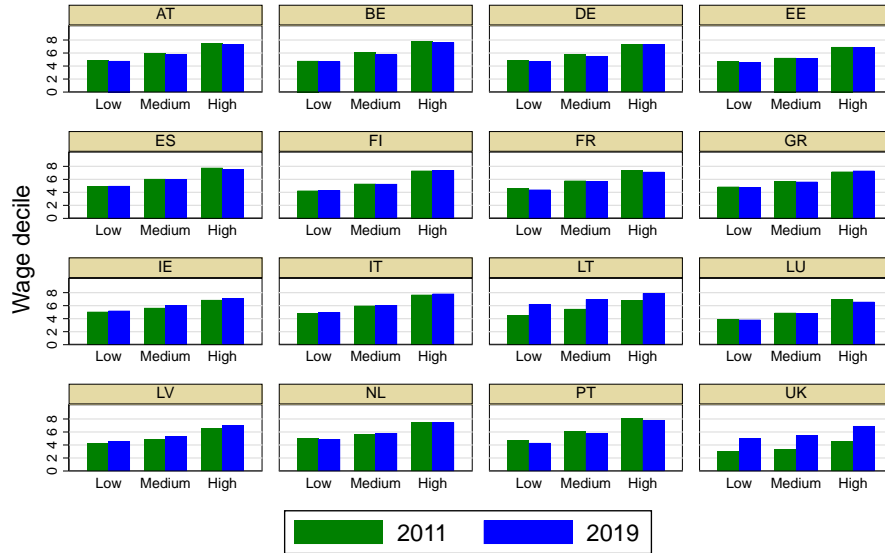 Wage decile
AT BE DE EE
0 2 4 6 8
Low Medium High Low Medium High Low Medium High Low Medium High
ES FI FR GR
0 2 4 6 8
Low Medium High Low Medium High Low Medium High Low Medium High
IE IT LT LU
0 2 4 6 8
Low Medium High Low Medium High Low Medium High Low Medium High
LV NL PT UK
0 2 4 6 8
Low Medium High Low Medium High Low Medium High Low Medium High
2011 2019